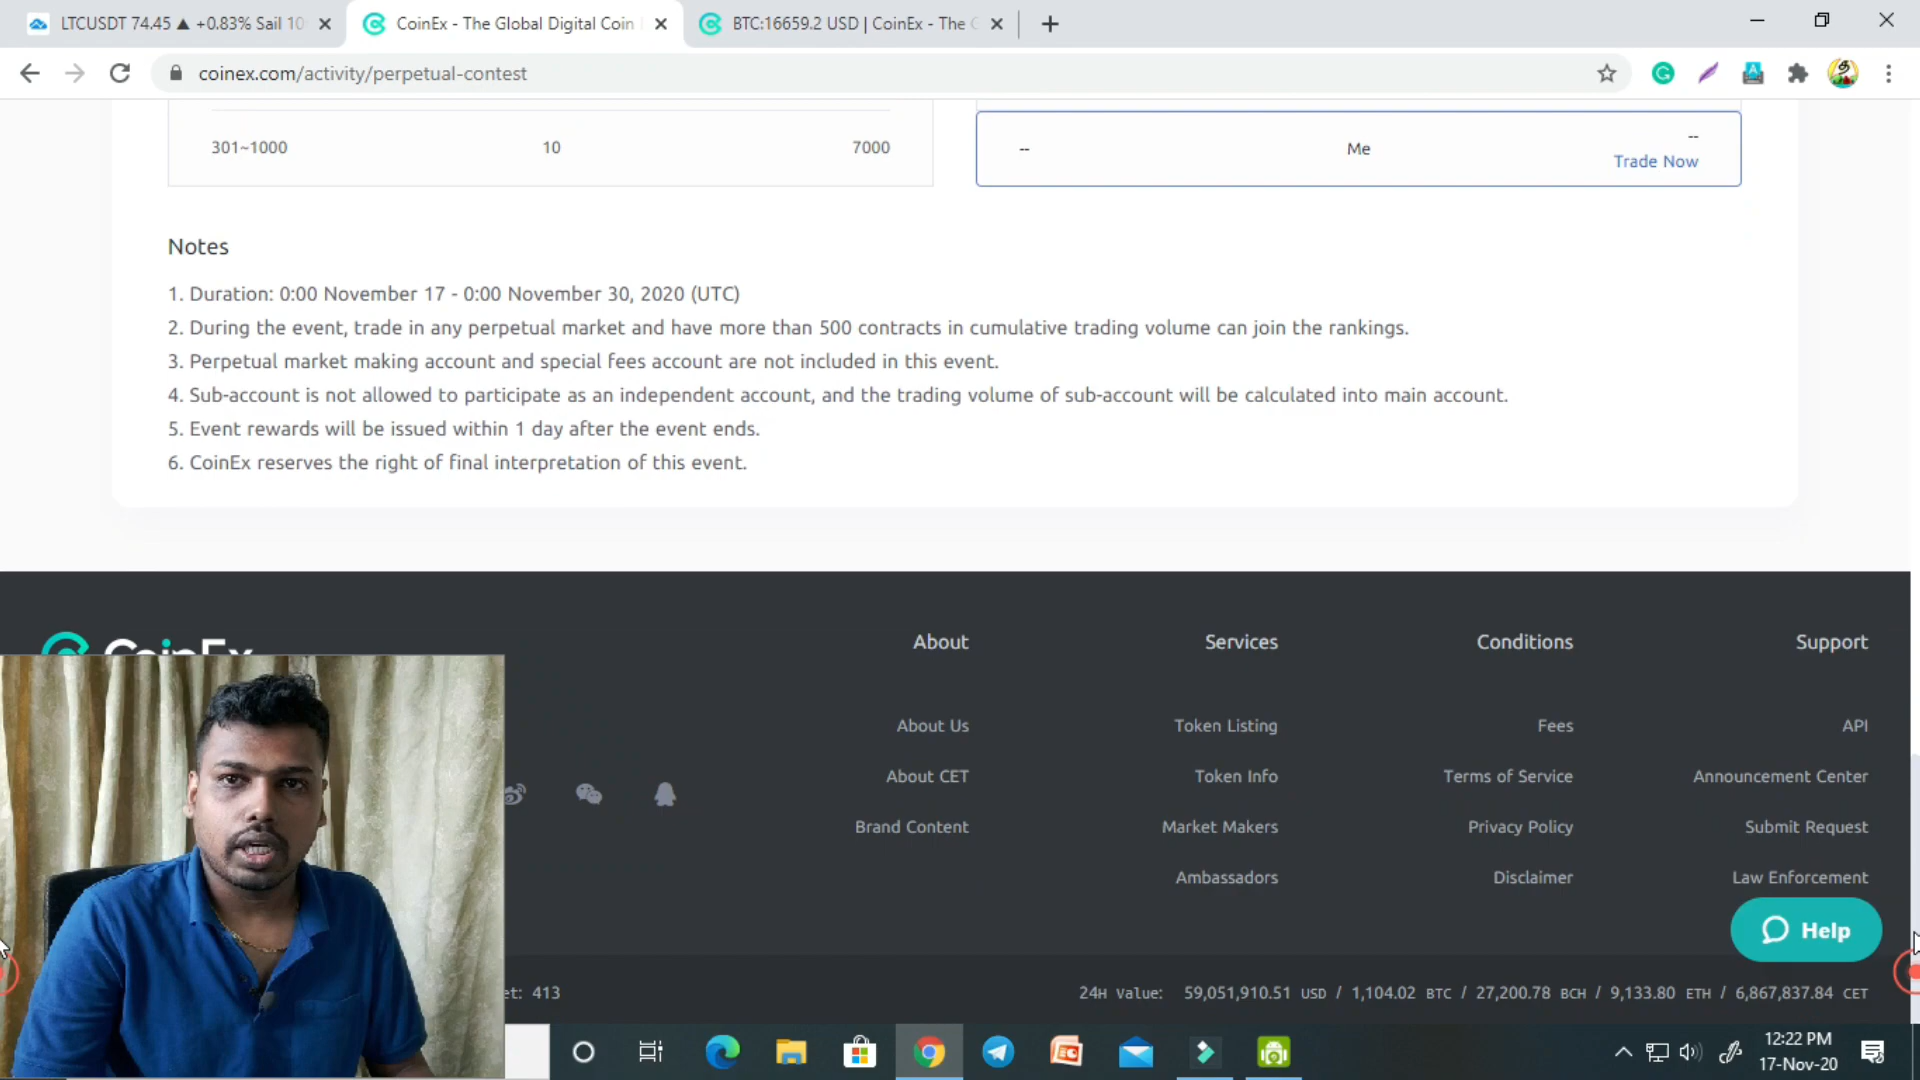 LTCUSDT 74.45 ▲ +0.83% Sail 10
CoinEx - The Global Digital Coin
BTC:16659.2 USD | CoinEx - The G
coinex.com/activity/perpetual-contest
301~1000 10 7000
-- Me --
Trade Now
Notes
1. Duration: 0:00 November 17 - 0:00 November 30, 2020 (UTC)
2. During the event, trade in any perpetual market and have more than 500 contracts in cumulative trading volume can join the rankings.
3. Perpetual market making account and special fees account are not included in this event.
4. Sub-account is not allowed to participate as an independent account, and the trading volume of sub-account will be calculated into main account.
5. Event rewards will be issued within 1 day after the event ends.
6. CoinEx reserves the right of final interpretation of this event.
CoinEx
About Services Conditions Support
About Us Token Listing Fees API
About CET Token Info Terms of Service Announcement Center
Brand Content Market Makers Privacy Policy Submit Request
Ambassadors Disclaimer Law Enforcement
Help
et: 413 24H Value: 59,051,910.51 USD / 1,104.02 BTC / 27,200.78 BCH / 9,133.80 ETH / 6,867,837.84 CET
12:22 PM
17-Nov-20